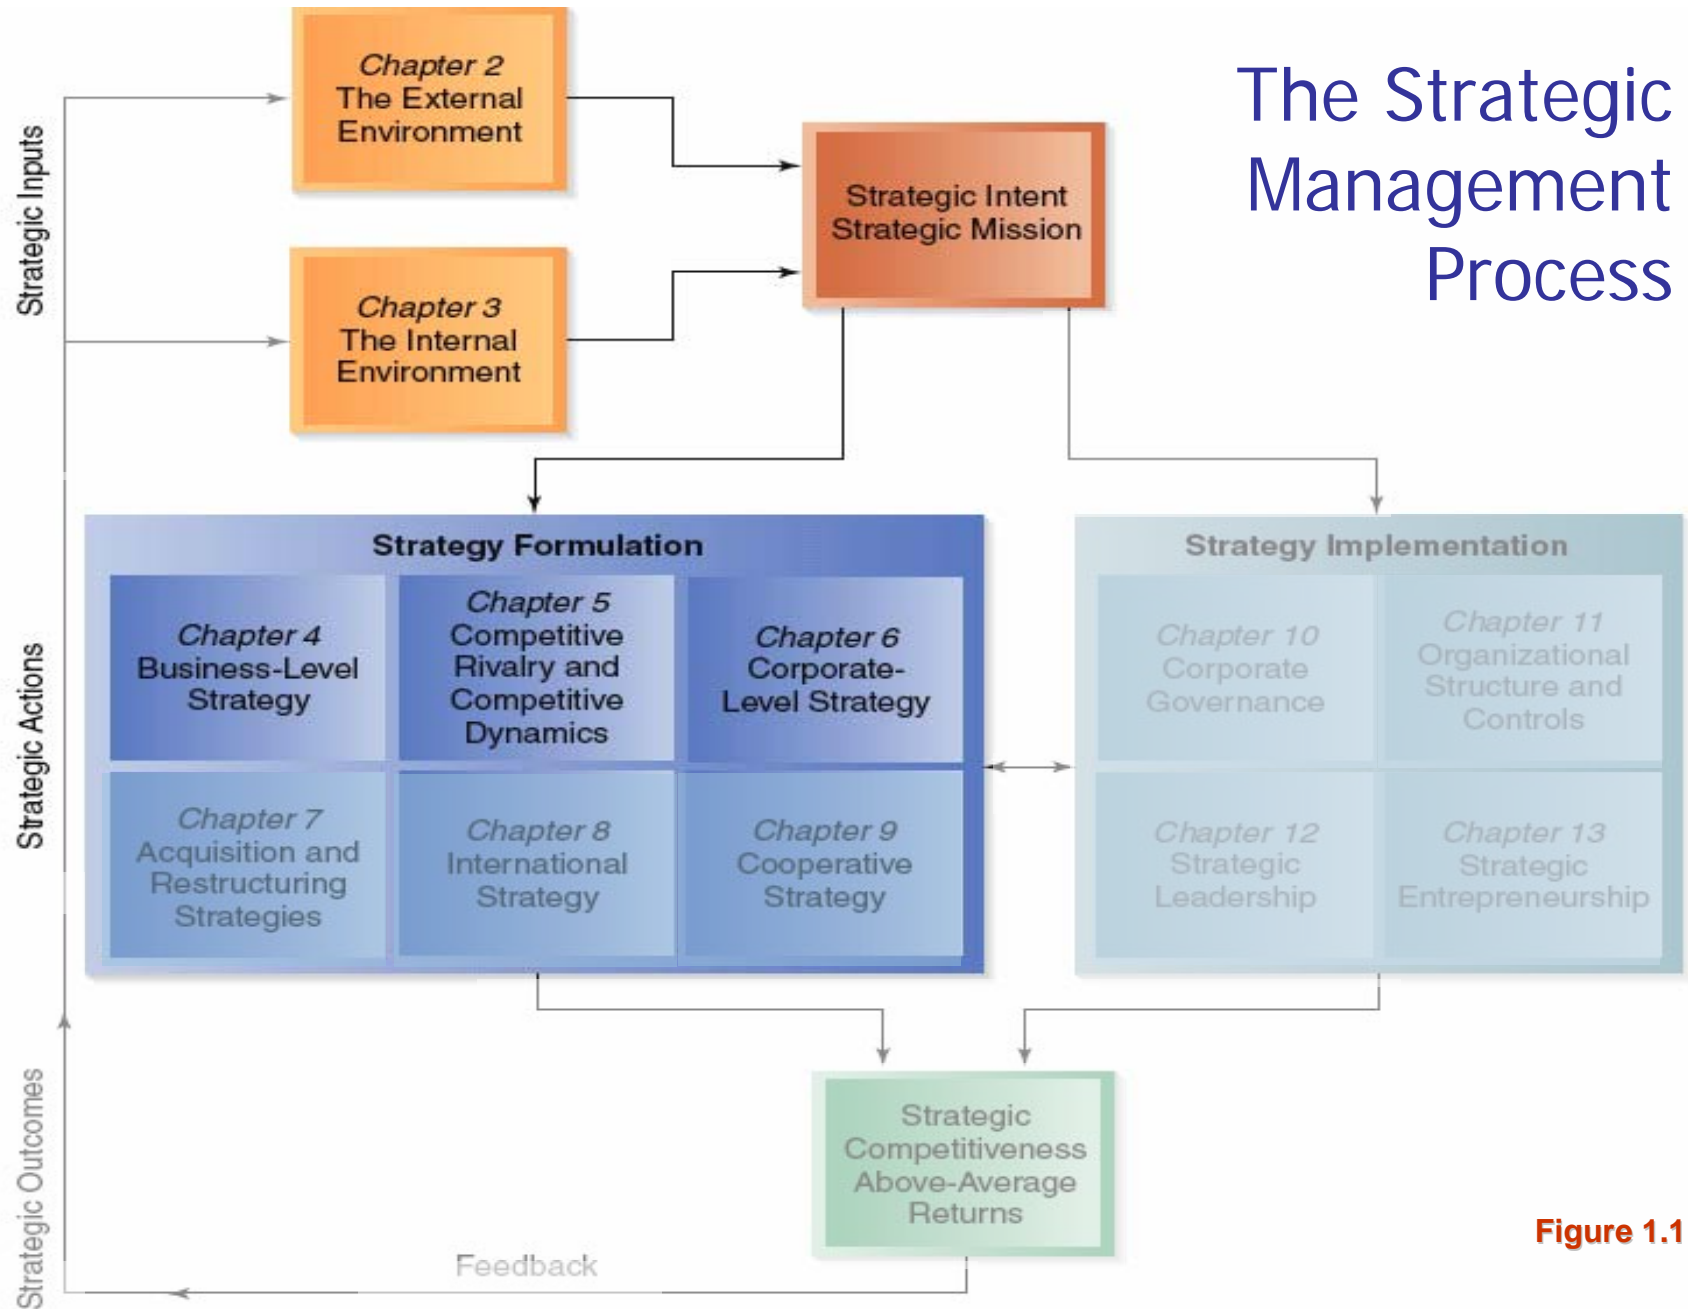 The Strategic
Management
Process
Strategic Inputs
Chapter 2
The External
Environment
Chapter 3
The Internal
Environment
Strategic Intent
Strategic Mission
Strategic Actions
Strategy Formulation
Chapter 4
Business-Level
Strategy
Chapter 5
Competitive
Rivalry and
Competitive
Dynamics
Chapter 6
Corporate-
Level Strategy
Chapter 7
Acquisition and
Restructuring
Strategies
Chapter 8
International
Strategy
Chapter 9
Cooperative
Strategy
Strategy Implementation
Chapter 10
Corporate
Governance
Chapter 11
Organizational
Structure and
Controls
Chapter 12
Strategic
Leadership
Chapter 13
Strategic
Entrepreneurship
Strategic Outcomes
Strategic
Competitiveness
Above-Average
Returns
Feedback
Figure 1.1